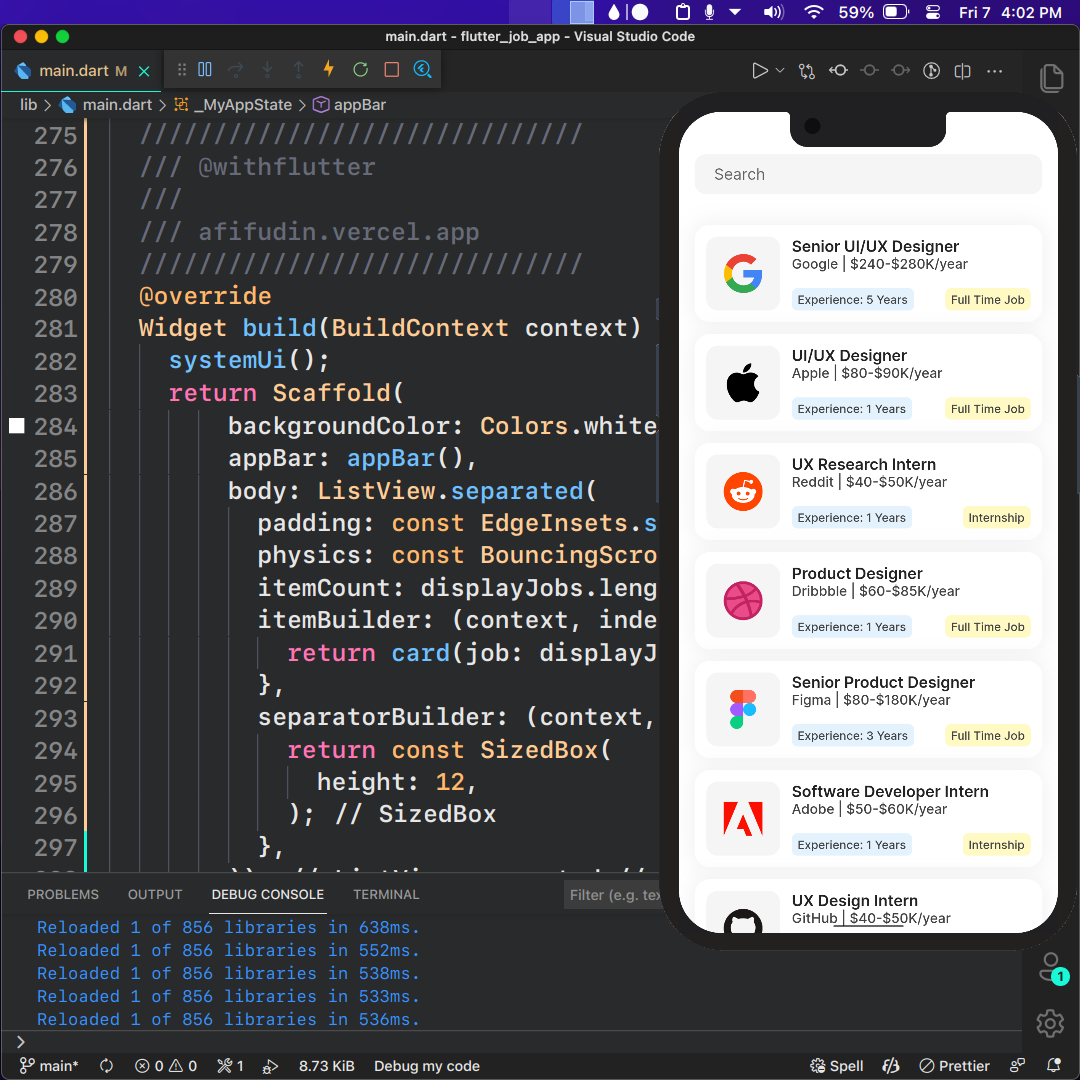 59%
Fri 7 4:02 PM
main.dart - flutter_job_app - Visual Studio Code
main.dart M
lib > main.dart > _MyAppState > appBar
275 //////////////////////////////
276 /// @withflutter
277 ///
278 /// afifudin.vercel.app
279 //////////////////////////////
280 @override
281 Widget build(BuildContext context)
282 systemUi();
283 return Scaffold(
284 backgroundColor: Colors.white
285 appBar: appBar(),
286 body: ListView.separated(
287 padding: const EdgeInsets.s
288 physics: const BouncingScro
289 itemCount: displayJobs.leng
290 itemBuilder: (context, inde
291 return card(job: displayJ
292 },
293 separatorBuilder: (context,
294 return const SizedBox(
295 height: 12,
296 ); // SizedBox
297 },
PROBLEMS OUTPUT DEBUG CONSOLE TERMINAL Filter (e.g. tex
Reloaded 1 of 856 libraries in 638ms.
Reloaded 1 of 856 libraries in 552ms.
Reloaded 1 of 856 libraries in 538ms.
Reloaded 1 of 856 libraries in 533ms.
Reloaded 1 of 856 libraries in 536ms.
>
main* 0 0 1 8.73 KiB Debug my code Spell Prettier
1
Search
Senior UI/UX Designer
Google | $240-$280K/year
Experience: 5 Years Full Time Job
UI/UX Designer
Apple | $80-$90K/year
Experience: 1 Years Full Time Job
UX Research Intern
Reddit | $40-$50K/year
Experience: 1 Years Internship
Product Designer
Dribbble | $60-$85K/year
Experience: 1 Years Full Time Job
Senior Product Designer
Figma | $80-$180K/year
Experience: 3 Years Full Time Job
Software Developer Intern
Adobe | $50-$60K/year
Experience: 1 Years Internship
UX Design Intern
GitHub | $40-$50K/year